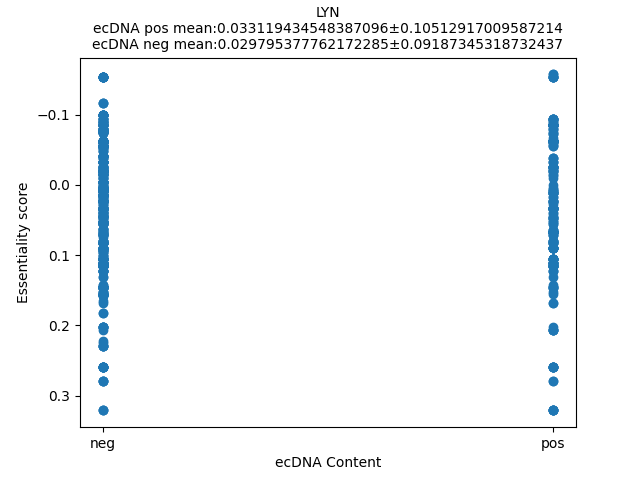 LYN
ecDNA pos mean:0.033119434548387096±0.10512917009587214
ecDNA neg mean:0.029795377762172285±0.09187345318732437
−0.1
0.0
0.1
0.2
0.3
Essentiality score
neg
pos
ecDNA Content